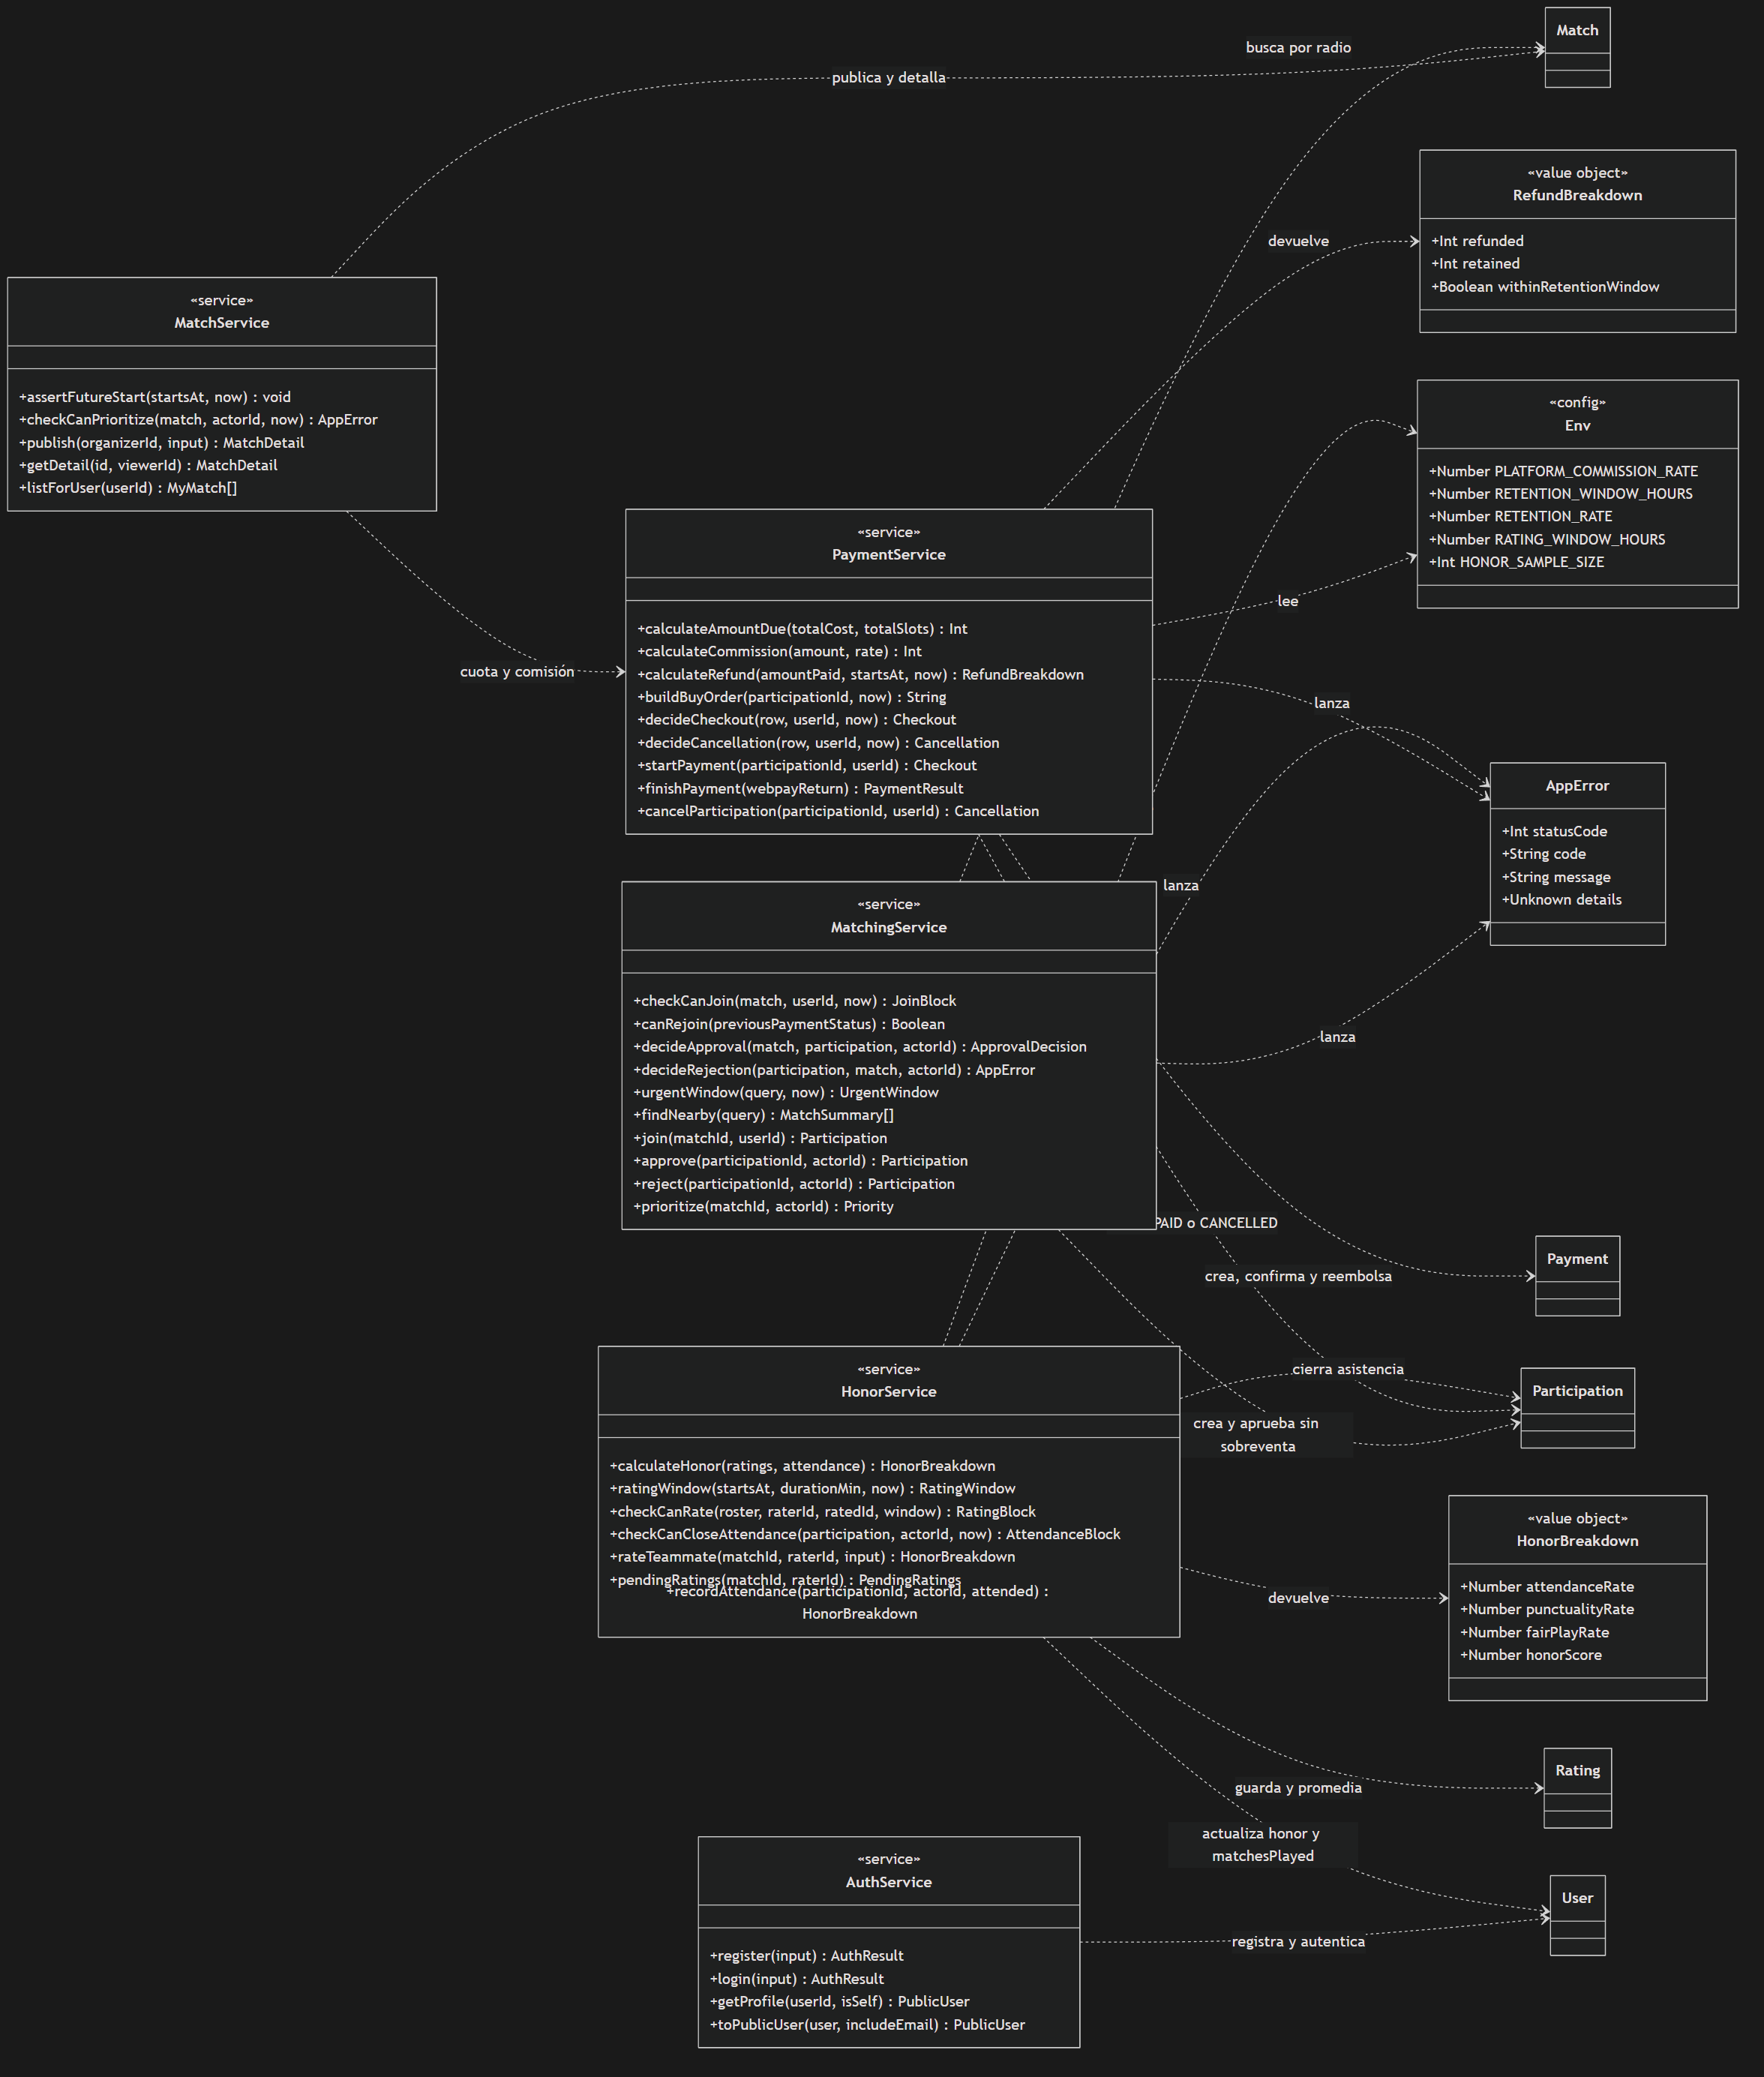 Match
busca por radio
publica y detalla
«value object»
RefundBreakdown
+Int refunded
+Int retained
+Boolean withinRetentionWindow
devuelve
«service»
MatchService
+assertFutureStart(startsAt, now) : void
+checkCanPrioritize(match, actorId, now) : AppError
+publish(organizerId, input) : MatchDetail
+getDetail(id, viewerId) : MatchDetail
+listForUser(userId) : MyMatch[]
«config»
Env
+Number PLATFORM_COMMISSION_RATE
+Number RETENTION_WINDOW_HOURS
+Number RETENTION_RATE
+Number RATING_WINDOW_HOURS
+Int HONOR_SAMPLE_SIZE
«service»
PaymentService
+calculateAmountDue(totalCost, totalSlots) : Int
+calculateCommission(amount, rate) : Int
+calculateRefund(amountPaid, startsAt, now) : RefundBreakdown
+buildBuyOrder(participationId, now) : String
+decideCheckout(row, userId, now) : Checkout
+decideCancellation(row, userId, now) : Cancellation
+startPayment(participationId, userId) : Checkout
+finishPayment(webpayReturn) : PaymentResult
+cancelParticipation(participationId, userId) : Cancellation
lee
cuota y comisión
lanza
AppError
+Int statusCode
+String code
+String message
+Unknown details
lanza
«service»
MatchingService
+checkCanJoin(match, userId, now) : JoinBlock
+canRejoin(previousPaymentStatus) : Boolean
+decideApproval(match, participation, actorId) : ApprovalDecision
+decideRejection(participation, match, actorId) : AppError
+urgentWindow(query, now) : UrgentWindow
+findNearby(query) : MatchSummary[]
+join(matchId, userId) : Participation
+approve(participationId, actorId) : Participation
+reject(participationId, actorId) : Participation
+prioritize(matchId, actorId) : Priority
lanza
PAID o CANCELLED
crea, confirma y reembolsa
Payment
cierra asistencia
Participation
crea y aprueba sin
sobreventa
«service»
HonorService
+calculateHonor(ratings, attendance) : HonorBreakdown
+ratingWindow(startsAt, durationMin, now) : RatingWindow
+checkCanRate(roster, raterId, ratedId, window) : RatingBlock
+checkCanCloseAttendance(participation, actorId, now) : AttendanceBlock
+rateTeammate(matchId, raterId, input) : HonorBreakdown
+pendingRatings(matchId, raterId) : PendingRatings
+recordAttendance(participationId, actorId, attended) :
HonorBreakdown
«value object»
HonorBreakdown
+Number attendanceRate
+Number punctualityRate
+Number fairPlayRate
+Number honorScore
devuelve
Rating
guarda y promedia
actualiza honor y
matchesPlayed
User
registra y autentica
«service»
AuthService
+register(input) : AuthResult
+login(input) : AuthResult
+getProfile(userId, isSelf) : PublicUser
+toPublicUser(user, includeEmail) : PublicUser